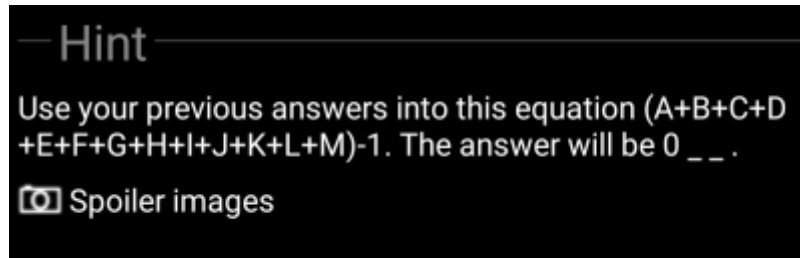 Hint
Use your previous answers into this equation (A+B+C+D
+E+F+G+H+I+J+K+L+M)-1. The answer will be 0 _ _ .
Spoiler images